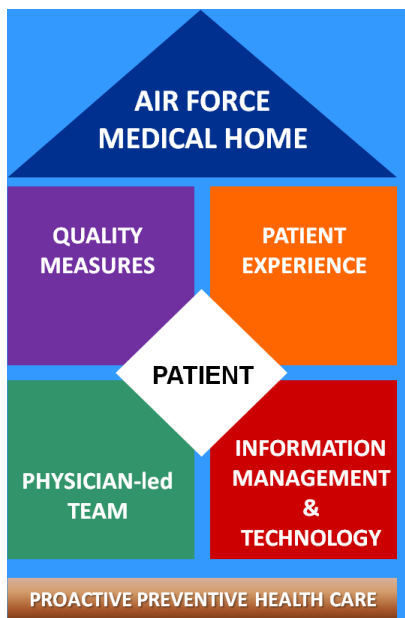 AIR FORCE
MEDICAL HOME
QUALITY
MEASURES
PATIENT
EXPERIENCE
PATIENT
PHYSICIAN-led
TEAM
INFORMATION
MANAGEMENT
&
TECHNOLOGY
PROACTIVE PREVENTIVE HEALTH CARE